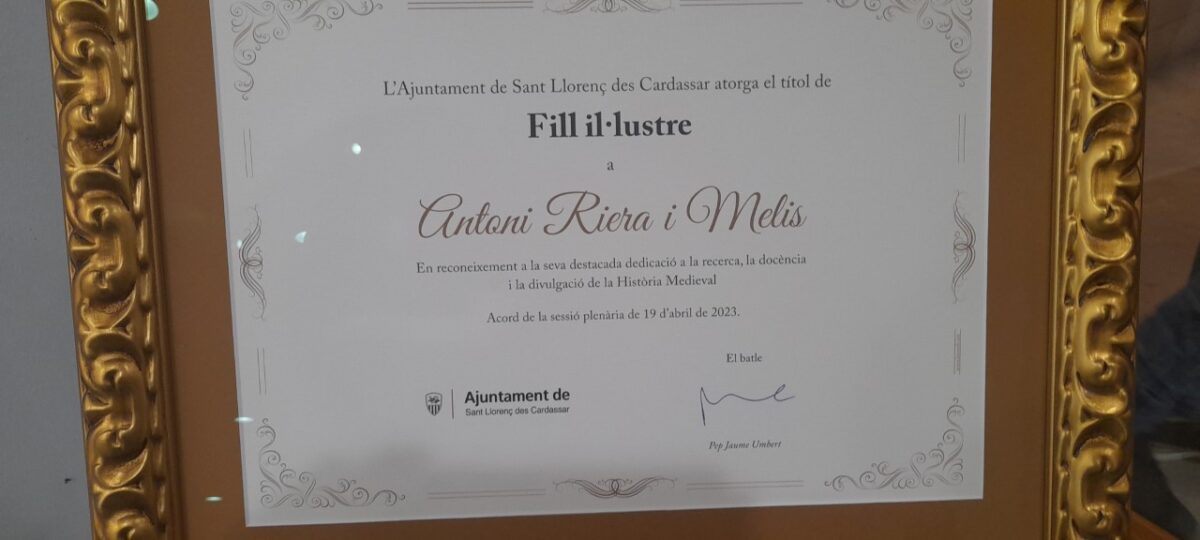 L'Ajuntament de Sant Llorenç des Cardassar atorga el títol de
Fill il·lustre
a
Antoni Riera i Melis
En reconeixement a la seva destacada dedicació a la recerca, la docència
i la divulgació de la Història Medieval
Acord de la sessió plenària de 19 d'abril de 2023.
El batle
Ajuntament de
Sant Llorenç des Cardassar
Pep Jaume Umbert